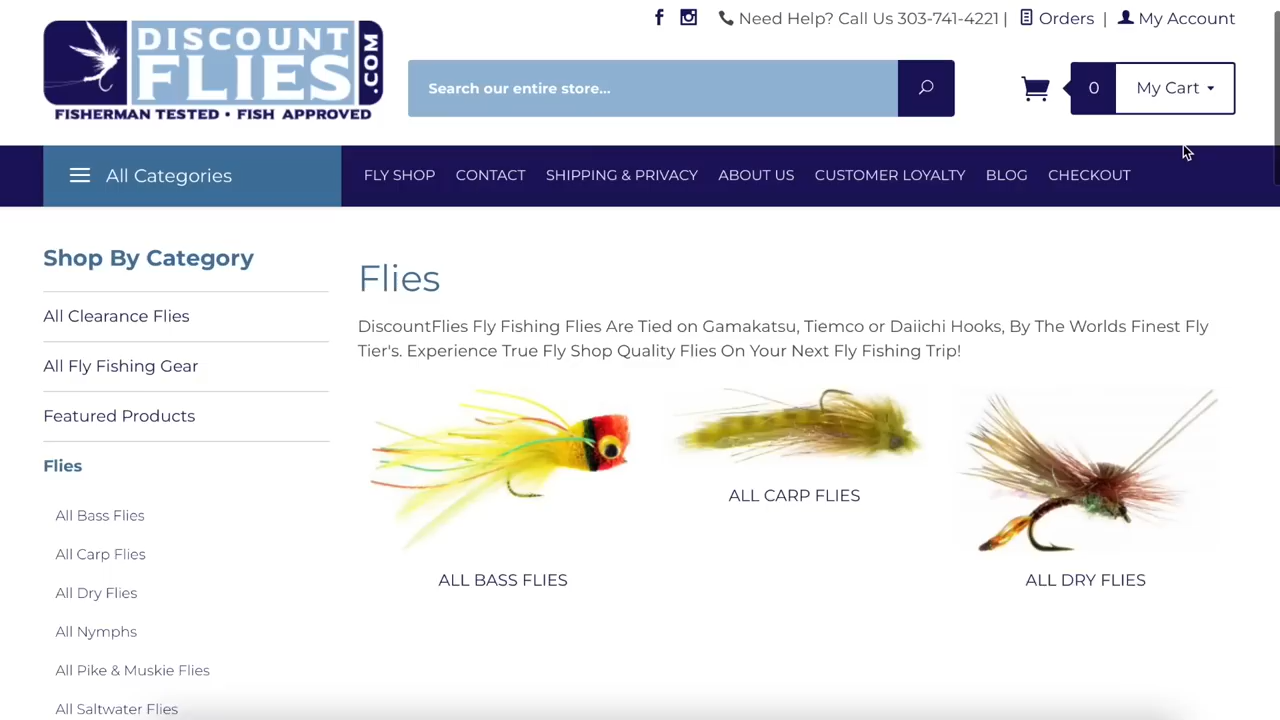 DISCOUNT
FLIES
.COM
FISHERMAN TESTED • FISH APPROVED
Need Help? Call Us 303-741-4221 |
Orders |
My Account
Search our entire store...
0
My Cart
All Categories
FLY SHOP
CONTACT
SHIPPING & PRIVACY
ABOUT US
CUSTOMER LOYALTY
BLOG
CHECKOUT
Shop By Category
All Clearance Flies
All Fly Fishing Gear
Featured Products
Flies
All Bass Flies
All Carp Flies
All Dry Flies
All Nymphs
All Pike & Muskie Flies
All Saltwater Flies
Flies
DiscountFlies Fly Fishing Flies Are Tied on Gamakatsu, Tiemco or Daiichi Hooks, By The Worlds Finest Fly
Tier's. Experience True Fly Shop Quality Flies On Your Next Fly Fishing Trip!
ALL BASS FLIES
ALL CARP FLIES
ALL DRY FLIES